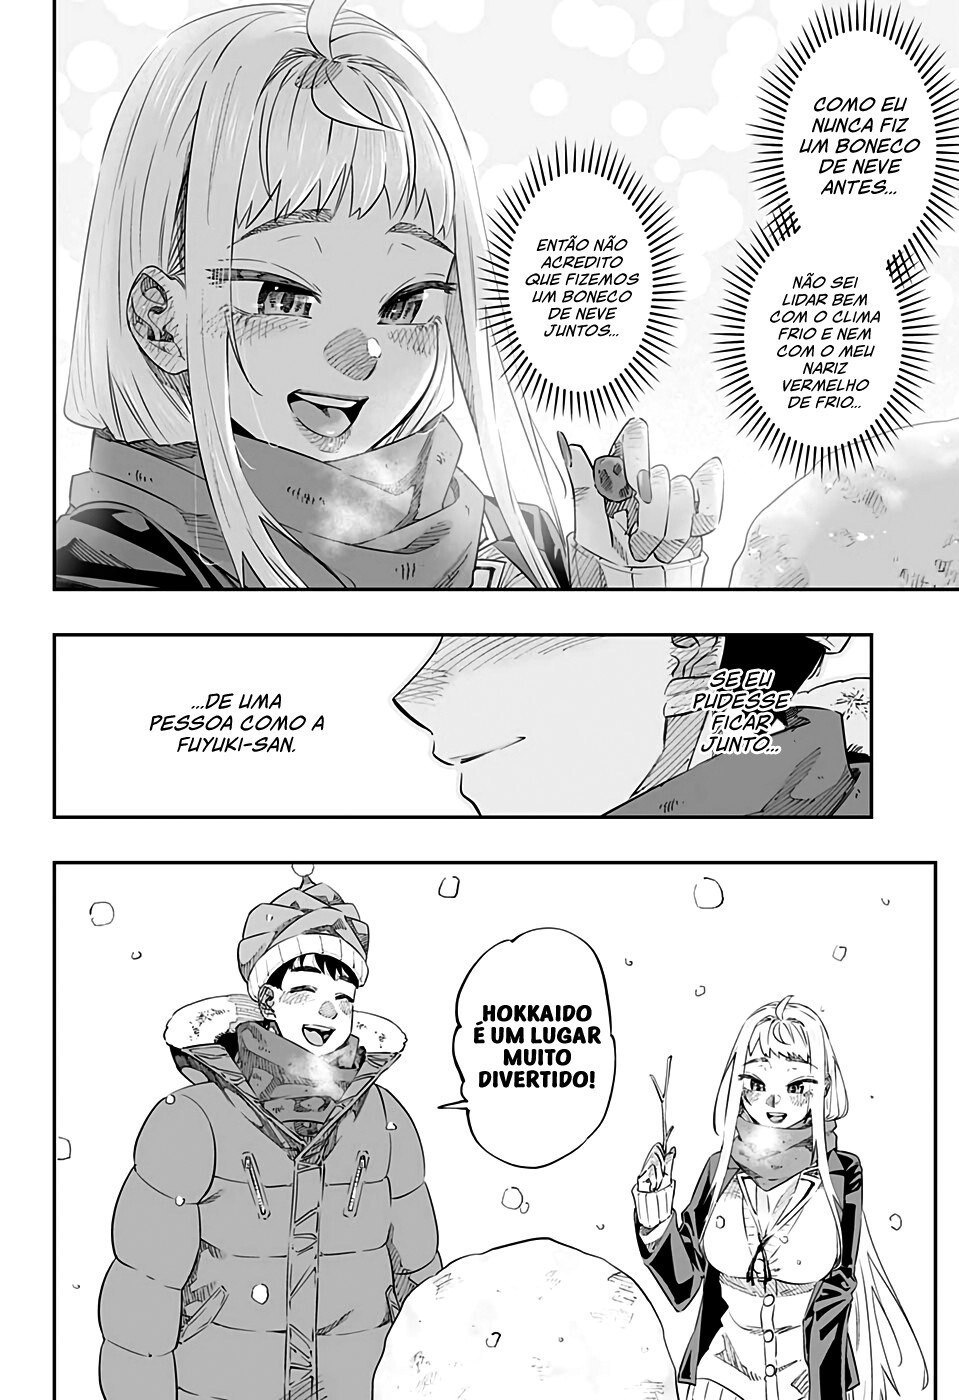 COMO EU
NUNCA FIZ
UM BONECO
DE NEVE
ANTES...
NÃO SEI
LIDAR BEM
COM O CLIMA
FRIO E NEM
COM O MEU
NARIZ
VERMELHO
DE FRIO...
ENTÃO NÃO
ACREDITO
QUE FIZEMOS
UM BONECO
DE NEVE
JUNTOS...
SE EU
PUDESSE
FICAR
JUNTO...
...DE UMA
PESSOA COMO A
FUYUKI-SAN.
HOKKAIDO
É UM LUGAR
MUITO
DIVERTIDO!